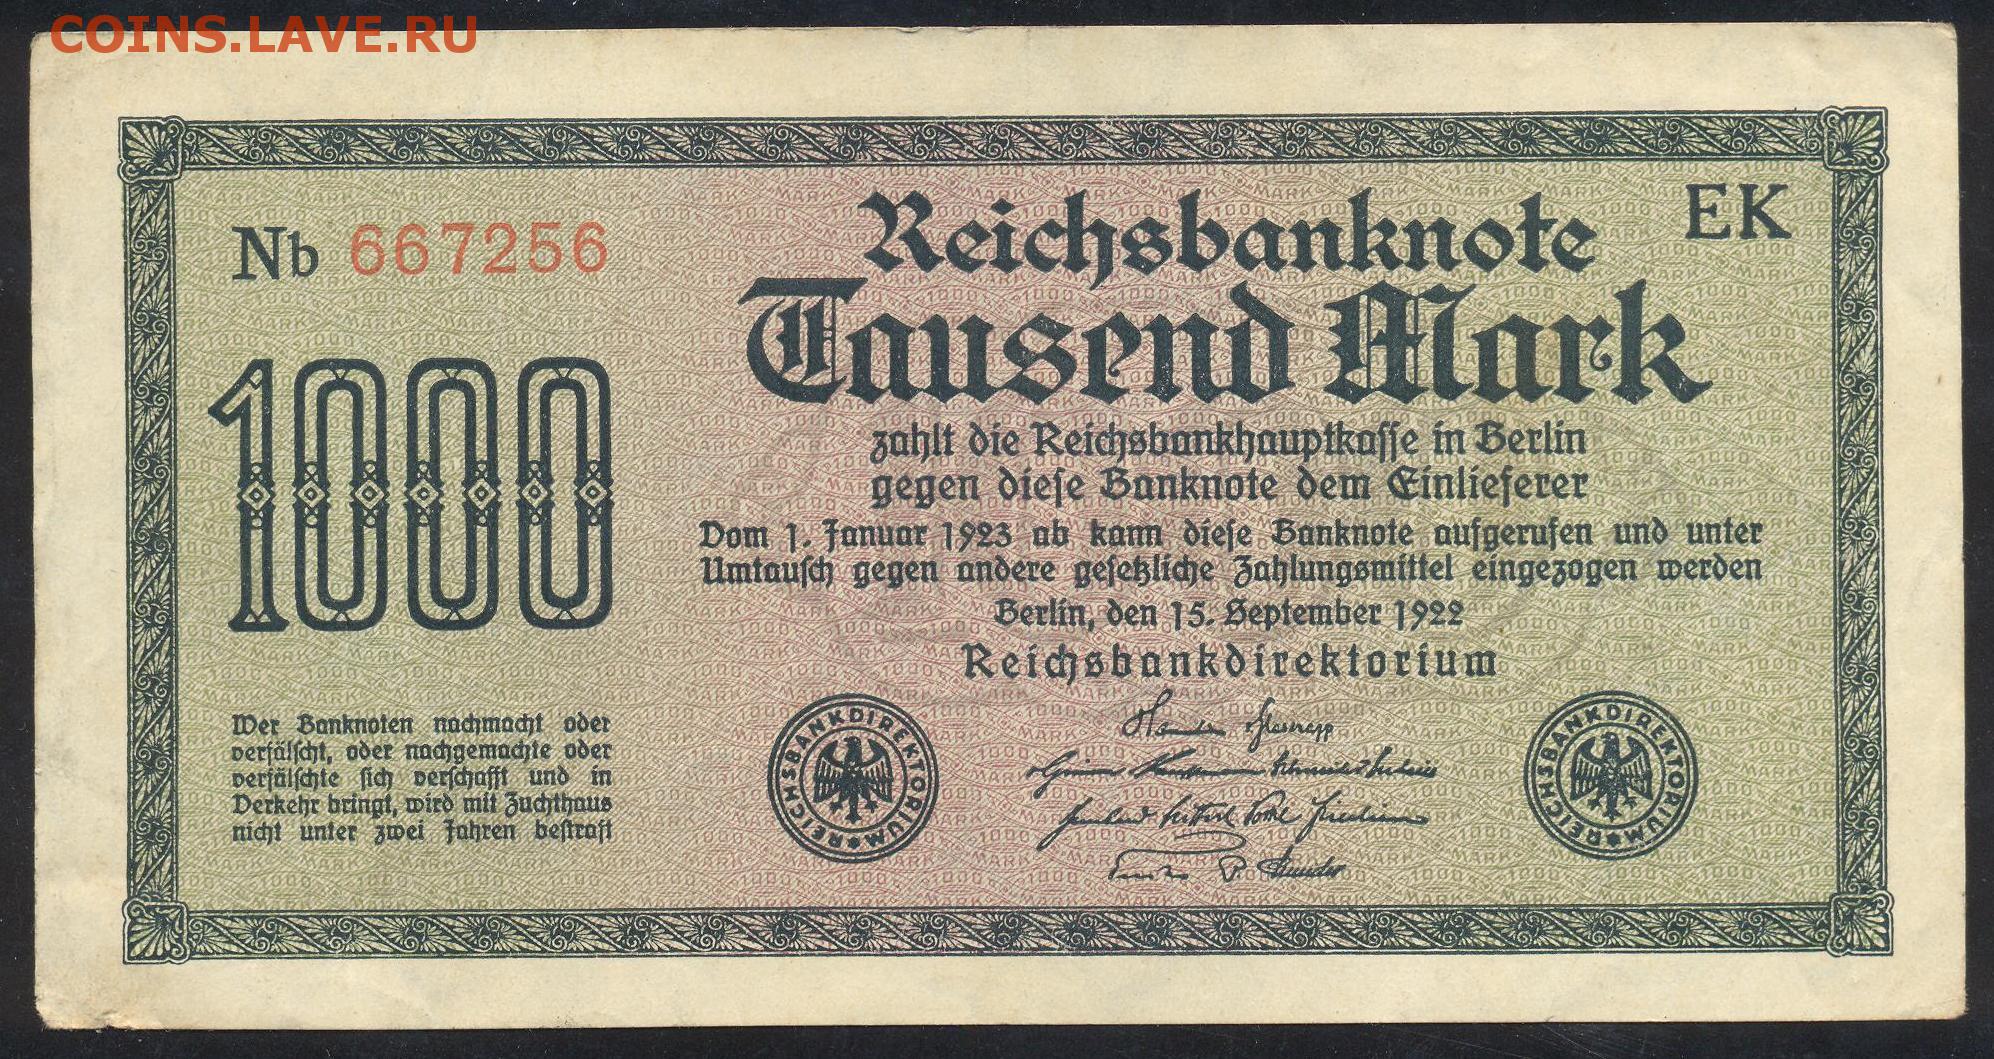 COINS.LAVE.RU
Nb 667256
Reichsbanknote
EK
Tausend Mark
1000
zahlt die Reichsbankhauptkasse in Berlin
gegen diese Banknote dem Einlieferer
Vom 1. Januar 1923 ab kann diese Banknote aufgerufen und unter
Umtausch gegen andere gesetzliche Zahlungsmittel eingezogen werden
Berlin, den 15. September 1922
Reichsbankdirektorium
Wer Banknoten nachmacht oder
verfälscht, oder nachgemachte oder
verfälschte sich verschafft und in
Verkehr bringt, wird mit Zuchthaus
nicht unter zwei Jahren bestraft
REICHSBANKDIREKTORIUM
REICHSBANKDIREKTORIUM